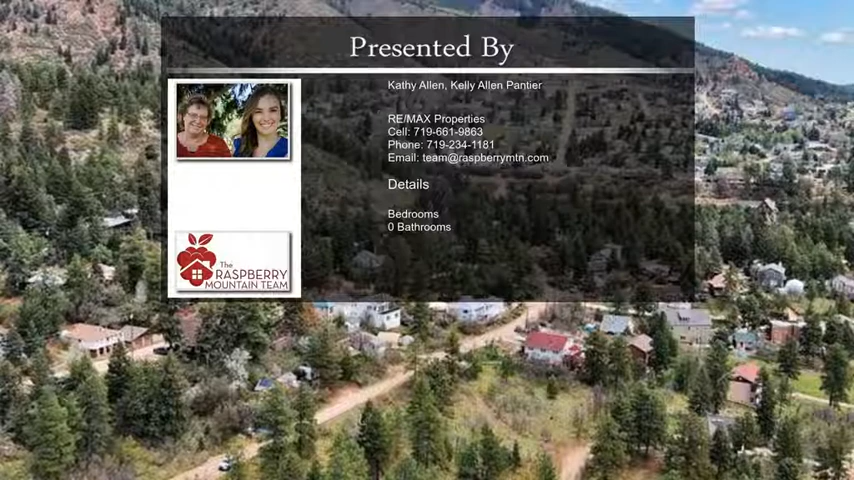 Presented By
Kathy Allen, Kelly Allen Pantier
RE/MAX Properties
Cell: 719-661-9863
Phone: 719-234-1181
Email: team@raspberrymtn.com
Details
Bedrooms
0 Bathrooms
The
RASPBERRY
MOUNTAIN TEAM